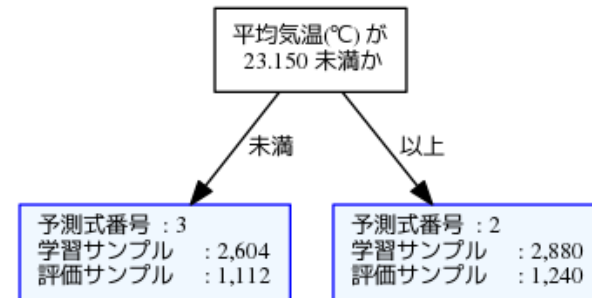 平均気温(℃) が
23.150 未満か
未満
以上
予測式番号 : 3
学習サンプル : 2,604
評価サンプル : 1,112
予測式番号 : 2
学習サンプル : 2,880
評価サンプル : 1,240